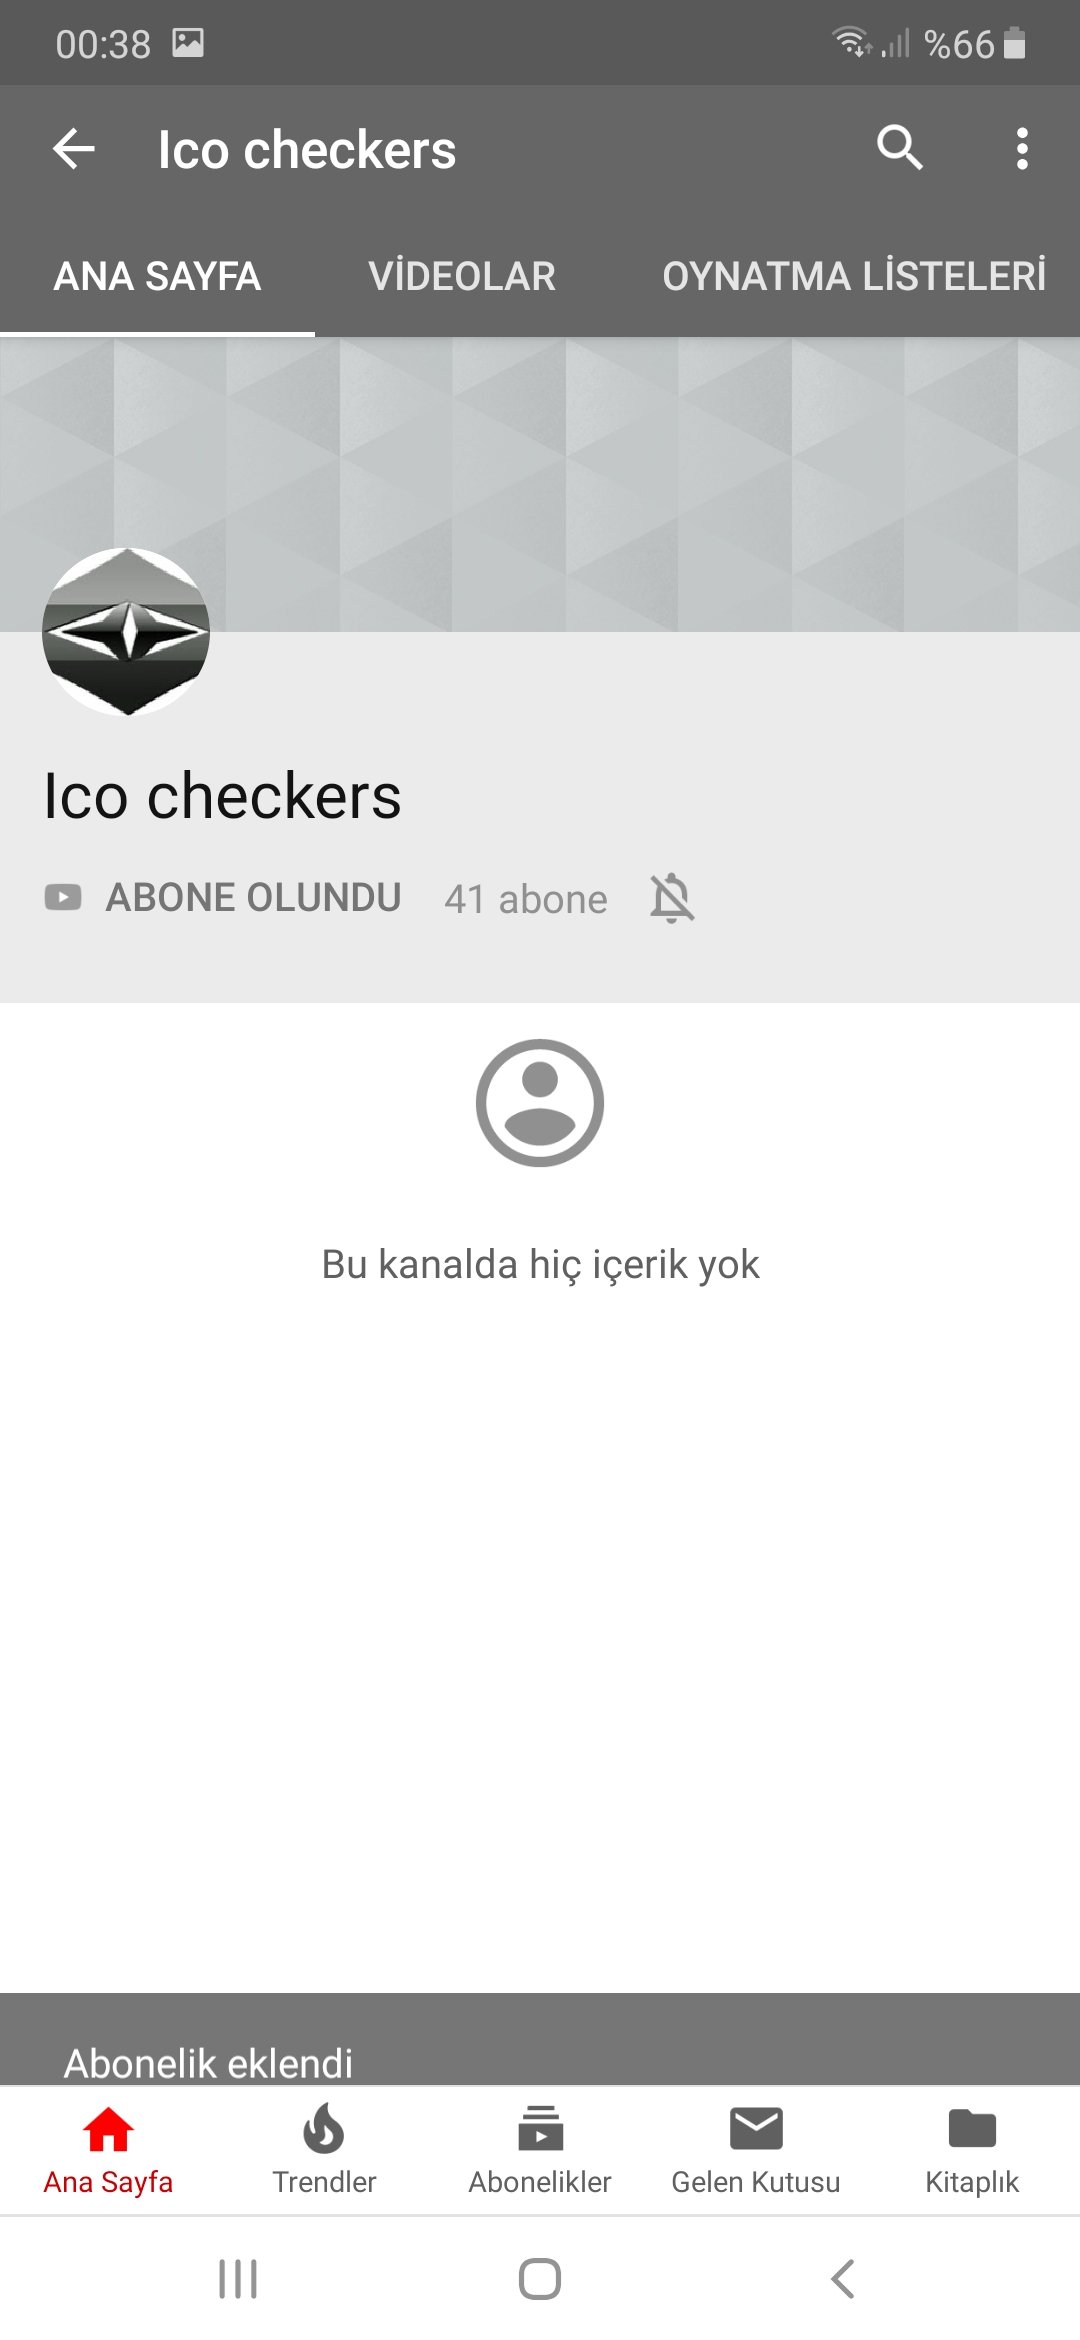 00:38 %66
Ico checkers
ANA SAYFA VİDEOLAR OYNATMA LİSTELERİ
Ico checkers
ABONE OLUNDU 41 abone
Bu kanalda hiç içerik yok
Abonelik eklendi
Ana Sayfa Trendler Abonelikler Gelen Kutusu Kitaplık